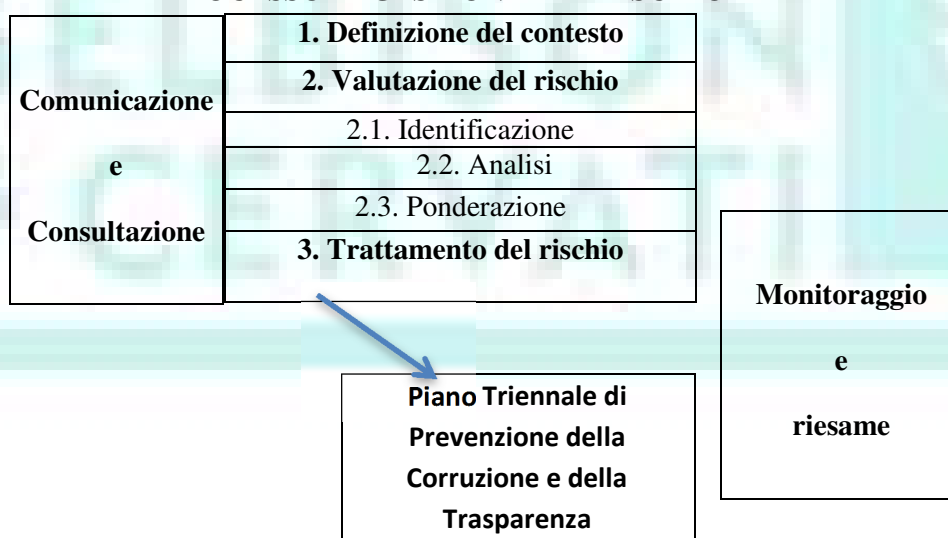 Comunicazione
e
Consultazione
1. Definizione del contesto
2. Valutazione del rischio
2.1. Identificazione
2.2. Analisi
2.3. Ponderazione
3. Trattamento del rischio
Monitoraggio
e
riesame
Piano Triennale di
Prevenzione della
Corruzione e della
Trasparenza